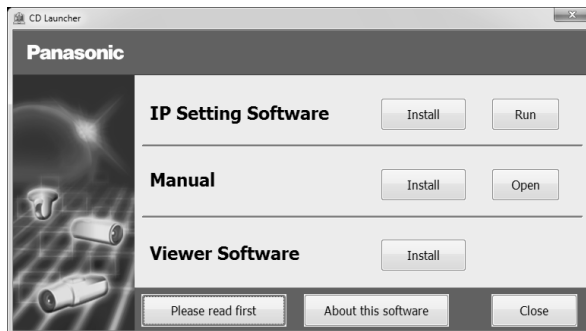 CD Launcher
Panasonic
IP Setting Software Install Run
Manual Install Open
Viewer Software Install
Please read first About this software Close